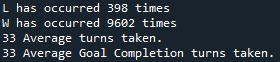 L has occurred 398 times
W has occurred 9602 times
33 Average turns taken.
33 Average Goal Completion turns taken.